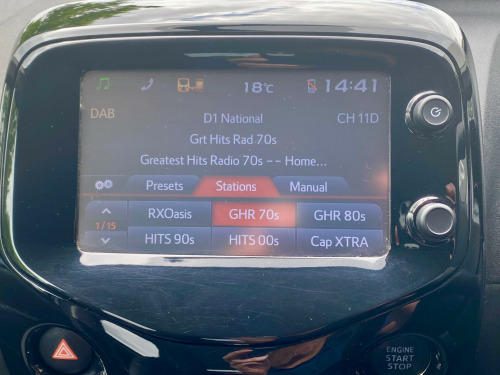 18°C 14:41
DAB D1 National CH 11D
Grt Hits Rad 70s
Greatest Hits Radio 70s -- Home...
Presets Stations Manual
RXOasis GHR 70s GHR 80s
1/15
HITS 90s HITS 00s Cap XTRA
ENGINE
START
STOP